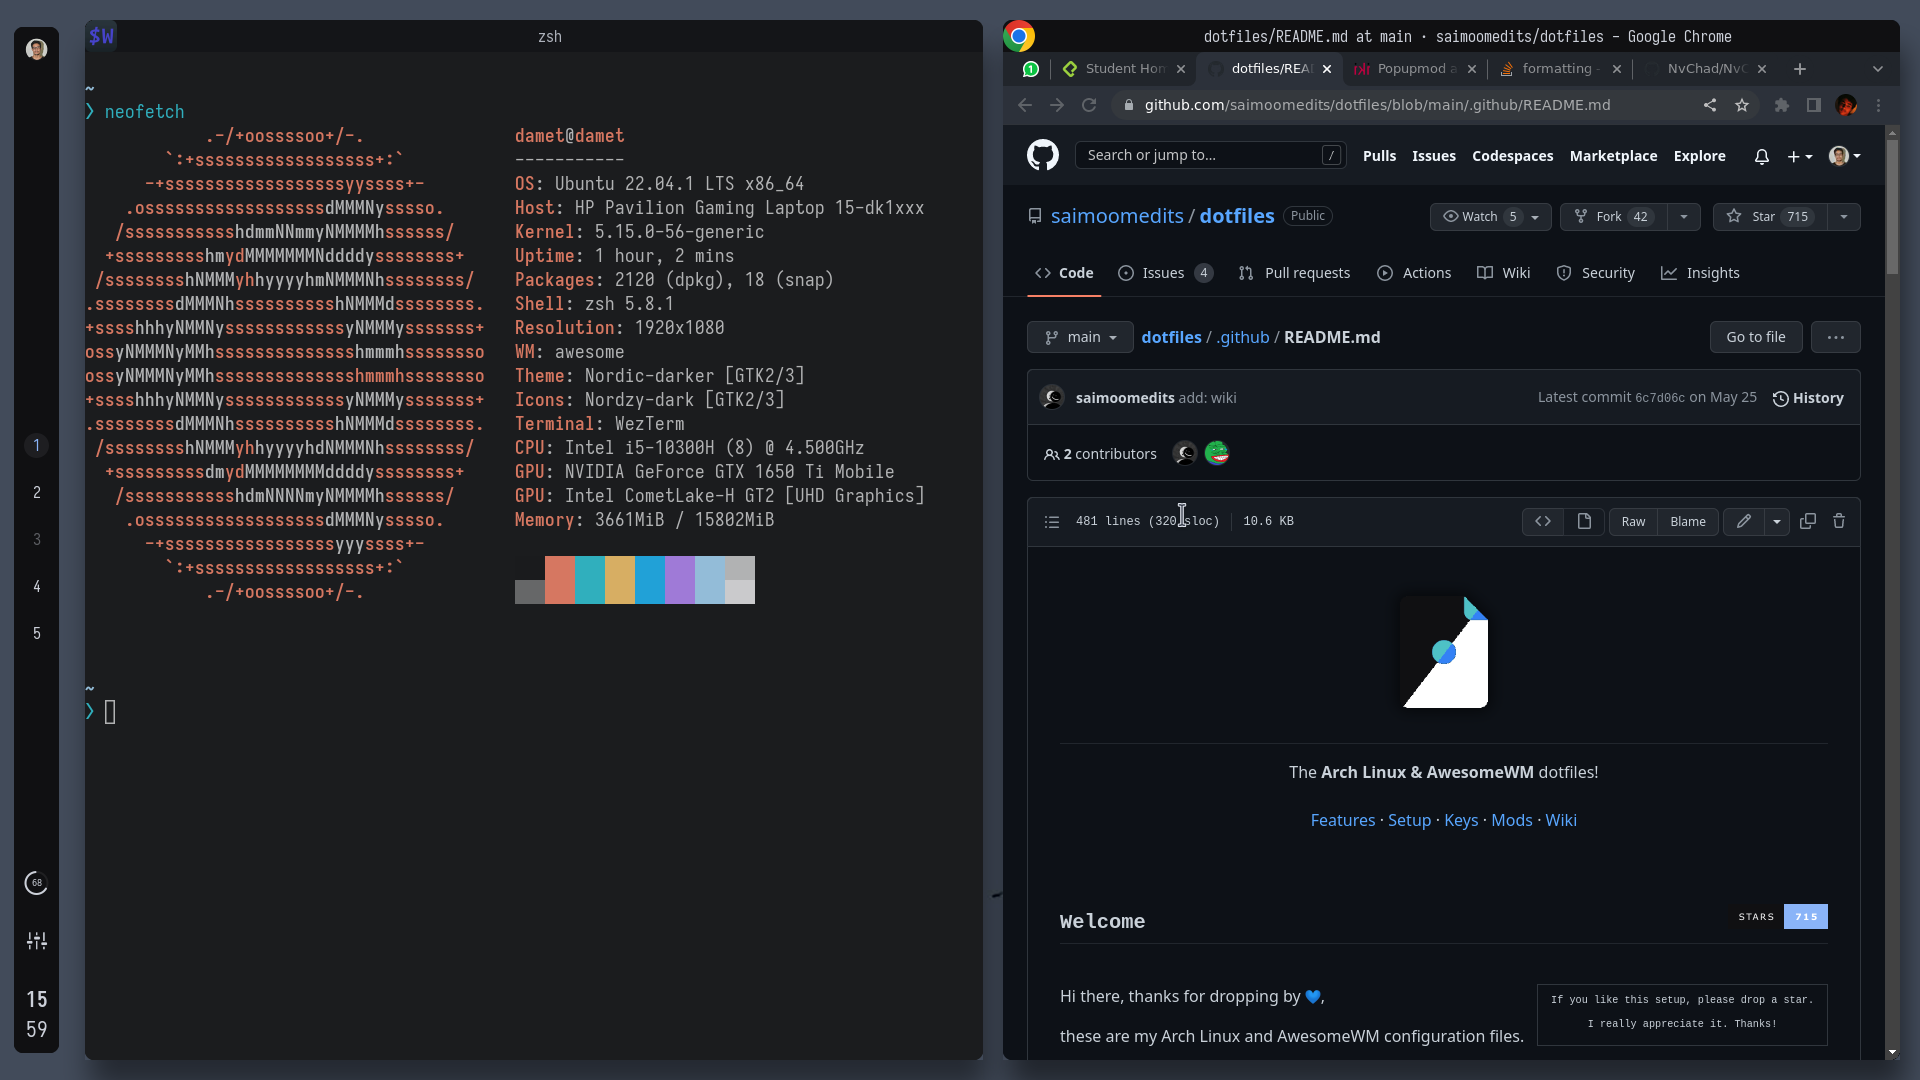 $W
zsh
~
❯ neofetch
            .-/+oossssoo+/-.
        `:+ssssssssssssssssss+:`
      -+ssssssssssssssssssyyssss+-
    .ossssssssssssssssssdMMMNysssso.
   /ssssssssssshdmmNNmmyNMMMMhssssss/
  +ssssssssshmydMMMMMMMNddddyssssssss+
 /sssssssshNMMMyhhyyyyhmNMMMNhssssssss/
.ssssssssdMMMNhsssssssssshNMMMdssssssss.
+sssshhhyNMMNyssssssssssssyNMMMysssssss+
ossyNMMMNyMMhsssssssssssssshmmmhssssssso
ossyNMMMNyMMhsssssssssssssshmmmhssssssso
+sssshhhyNMMNyssssssssssssyNMMMysssssss+
.ssssssssdMMMNhsssssssssshNMMMdssssssss.
 /sssssssshNMMMyhhyyyyhdNMMMNhssssssss/
  +sssssssssdmydMMMMMMMMddddyssssssss+
   /ssssssssssshdmNNNNmyNMMMMhssssss/
    .ossssssssssssssssssdMMMNysssso.
      -+sssssssssssssssssyyyssss+-
        `:+ssssssssssssssssss+:`
            .-/+oossssoo+/-.
damet@damet
-----------
OS: Ubuntu 22.04.1 LTS x86_64
Host: HP Pavilion Gaming Laptop 15-dk1xxx
Kernel: 5.15.0-56-generic
Uptime: 1 hour, 2 mins
Packages: 2120 (dpkg), 18 (snap)
Shell: zsh 5.8.1
Resolution: 1920x1080
WM: awesome
Theme: Nordic-darker [GTK2/3]
Icons: Nordzy-dark [GTK2/3]
Terminal: WezTerm
CPU: Intel i5-10300H (8) @ 4.500GHz
GPU: NVIDIA GeForce GTX 1650 Ti Mobile
GPU: Intel CometLake-H GT2 [UHD Graphics]
Memory: 3661MiB / 15802MiB
~
❯
1
2
3
4
5
68
15
59
dotfiles/README.md at main · saimoomedits/dotfiles - Google Chrome
1
Student Hom
dotfiles/REA
Popupmod a
formatting -
NvChad/NvC
github.com/saimoomedits/dotfiles/blob/main/.github/README.md
Search or jump to... /
Pulls Issues Codespaces Marketplace Explore
saimoomedits / dotfiles Public
Watch 5 Fork 42 Star 715
Code Issues 4 Pull requests Actions Wiki Security Insights
main dotfiles / .github / README.md Go to file ...
saimoomedits add: wiki Latest commit 6c7d06c on May 25 History
2 contributors
481 lines (320 sloc) 10.6 KB <> Raw Blame
The Arch Linux & AwesomeWM dotfiles!
Features · Setup · Keys · Mods · Wiki
Welcome STARS 715
Hi there, thanks for dropping by 💙,
these are my Arch Linux and AwesomeWM configuration files.
If you like this setup, please drop a star.
I really appreciate it. Thanks!